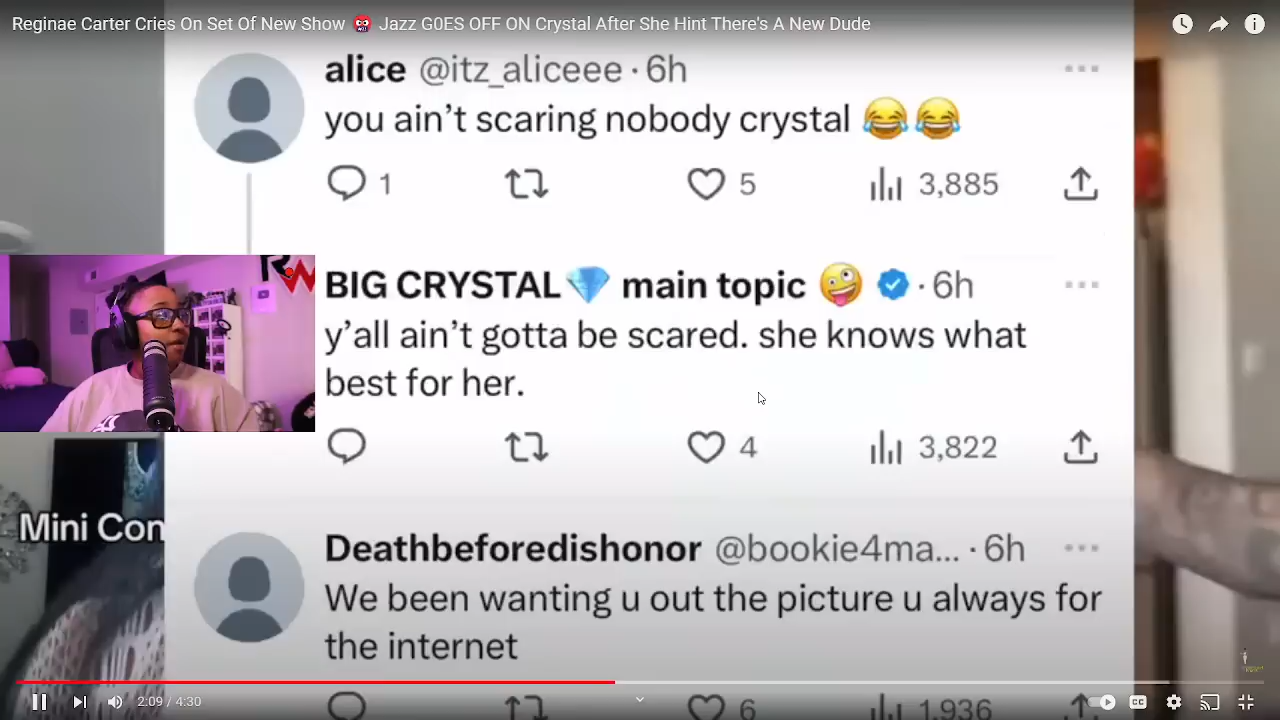 Reginae Carter Cries On Set Of New Show 👹 Jazz G0ES OFF ON Crystal After She Hint There's A New Dude
alice @itz_aliceee · 6h
you ain’t scaring nobody crystal 😂😂
1
5
3,885
RW
BIG CRYSTAL💎 main topic 🤪 · 6h
y’all ain’t gotta be scared. she knows what
best for her.
4
3,822
Mini Con
Deathbeforedishonor @bookie4ma... · 6h
We been wanting u out the picture u always for
the internet
6
1,936
2:09 / 4:30
CC